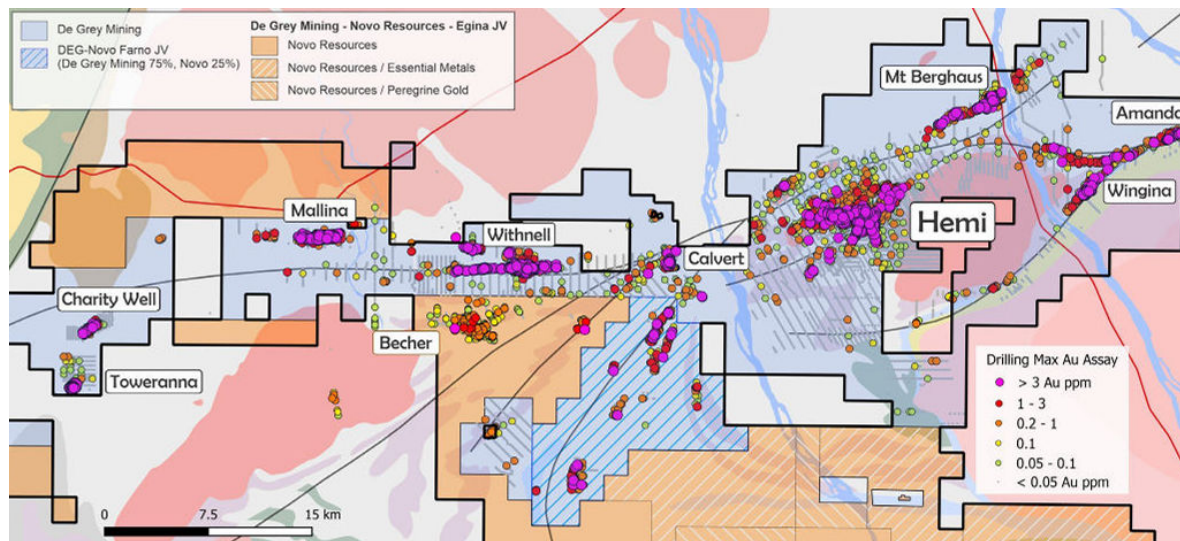 De Grey Mining
DEG-Novo Farno JV
(De Grey Mining 75%, Novo 25%)
De Grey Mining - Novo Resources - Egina JV
Novo Resources
Novo Resources / Essential Metals
Novo Resources / Peregrine Gold
Mt Berghaus
Amanda
Wingina
Mallina
Withnell
Hemi
Calvert
Charity Well
Becher
Toweranna
Drilling Max Au Assay
> 3 Au ppm
1 - 3
0.2 - 1
0.1
0.05 - 0.1
< 0.05 Au ppm
0 7.5 15 km